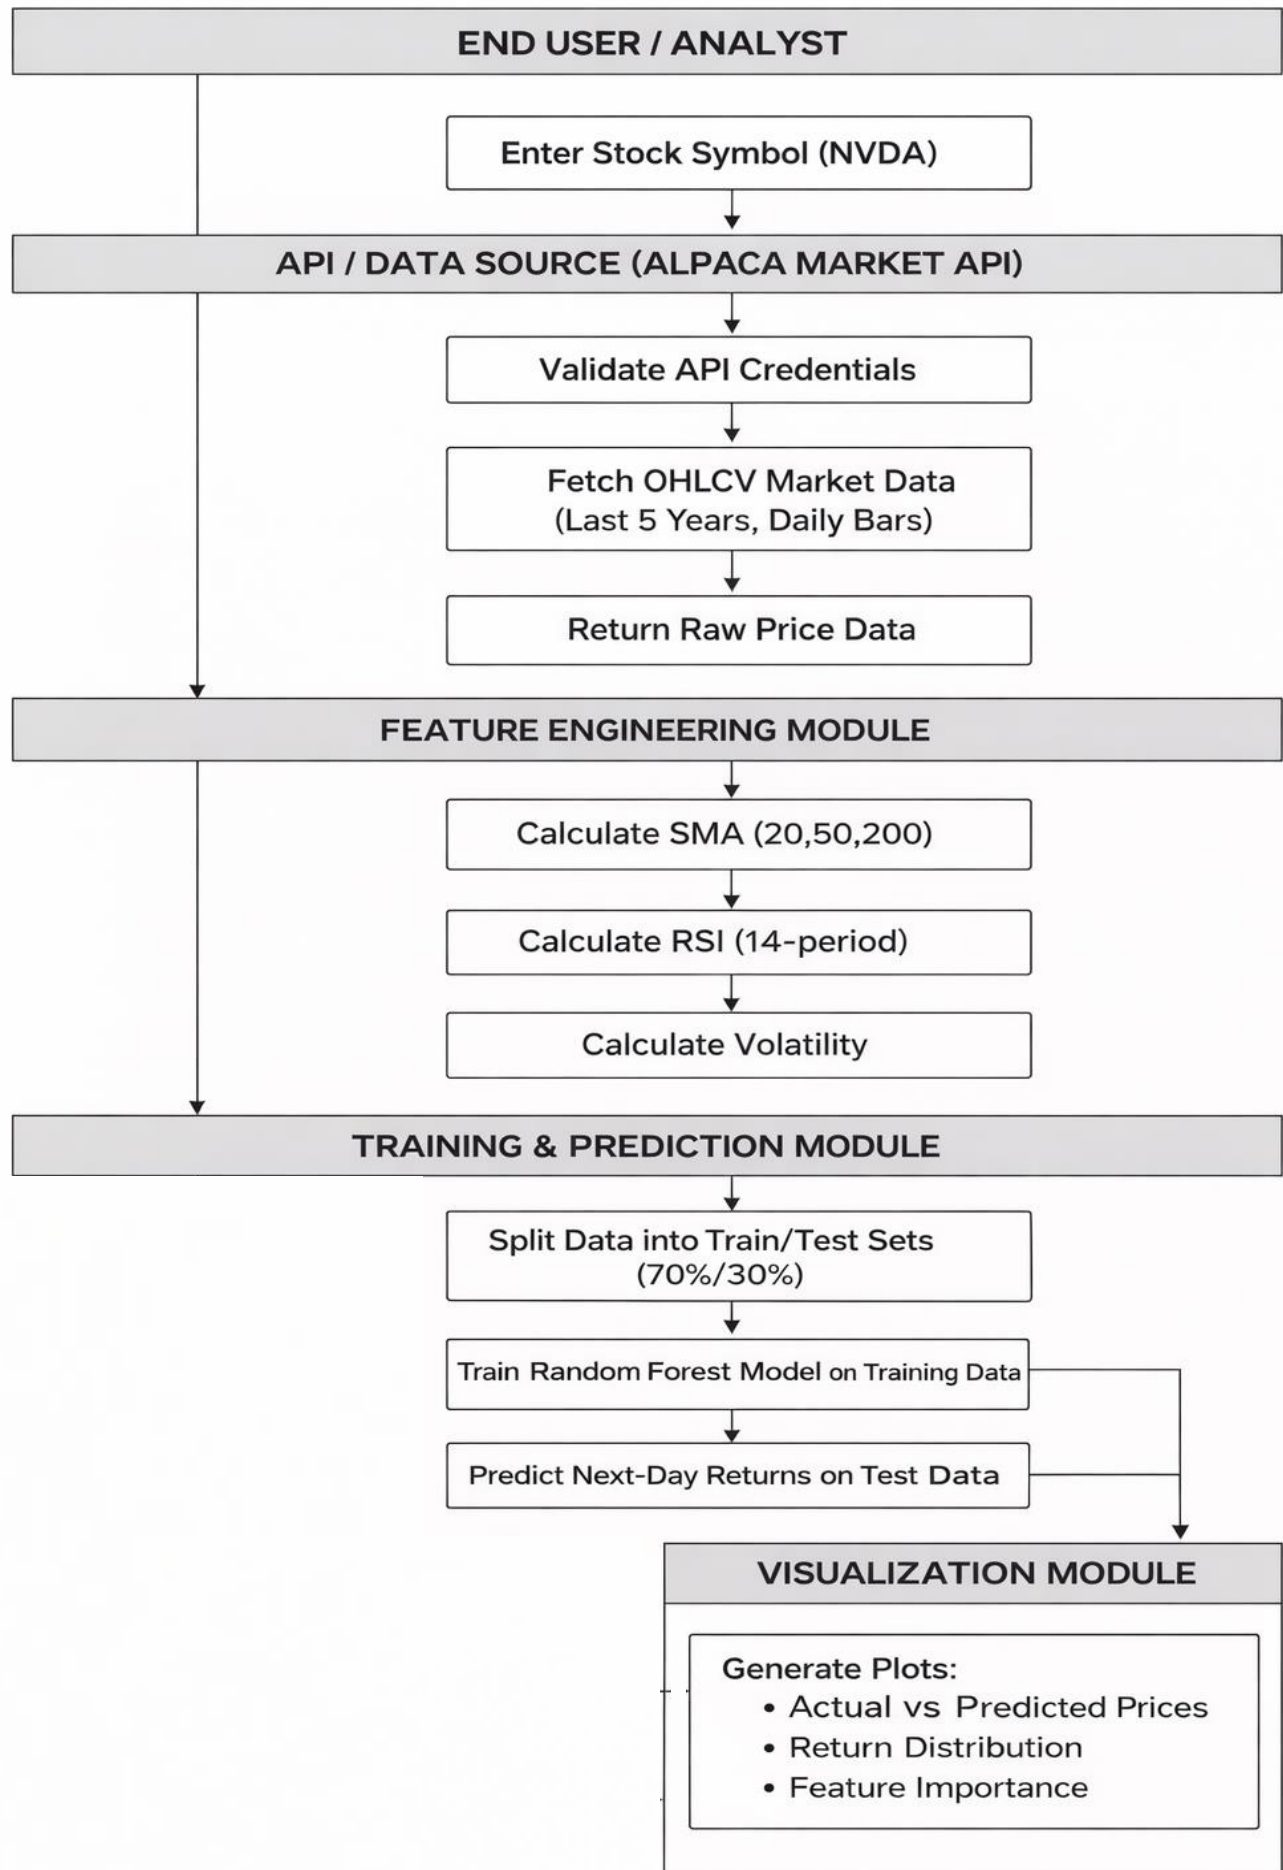 END USER / ANALYST
Enter Stock Symbol (NVDA)
API / DATA SOURCE (ALPACA MARKET API)
Validate API Credentials
Fetch OHLCV Market Data
(Last 5 Years, Daily Bars)
Return Raw Price Data
FEATURE ENGINEERING MODULE
Calculate SMA (20,50,200)
Calculate RSI (14-period)
Calculate Volatility
TRAINING & PREDICTION MODULE
Split Data into Train/Test Sets
(70%/30%)
Train Random Forest Model on Training Data
Predict Next-Day Returns on Test Data
VISUALIZATION MODULE
Generate Plots:
• Actual vs Predicted Prices
• Return Distribution
• Feature Importance